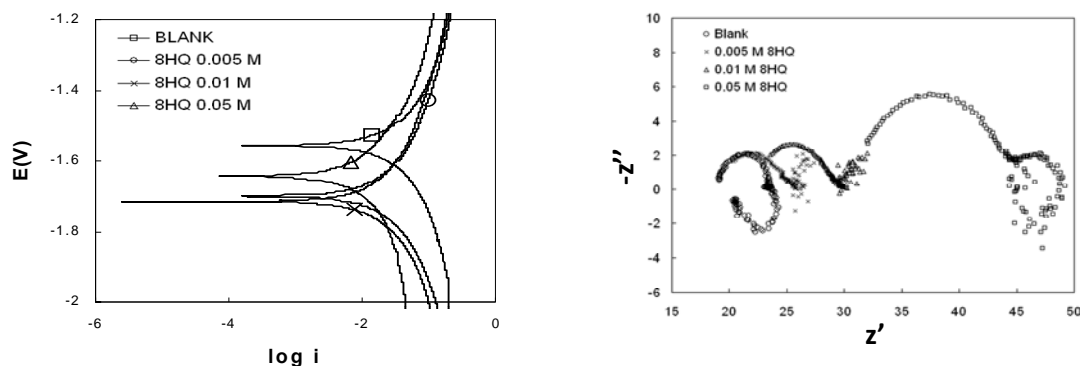 -1.2
-1.4
-1.6
-1.8
-2
E(V)
BLANK
8HQ 0.005 M
8HQ 0.01 M
8HQ 0.05 M
-6
-4
-2
0
log i
10
8
6
4
2
0
-2
-4
-6
-z''
Blank
0.005 M 8HQ
0.01 M 8HQ
0.05 M 8HQ
15
20
25
30
35
40
45
50
z'